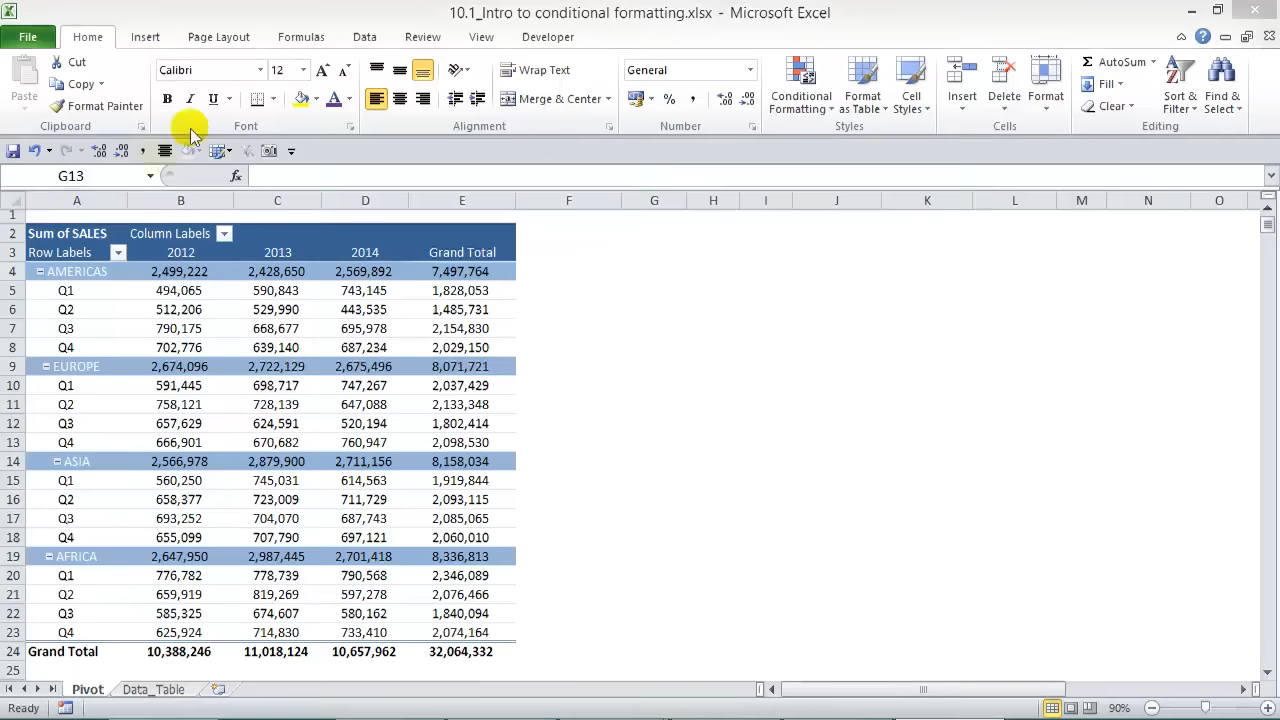 10.1_Intro to conditional formatting.xlsx - Microsoft Excel
File Home Insert Page Layout Formulas Data Review View Developer
Paste Cut Copy Format Painter Clipboard
Calibri 12 B I U A Font
Wrap Text Merge & Center Alignment
General % , Number
Conditional Formatting Format as Table Cell Styles Styles
Insert Delete Format Cells
AutoSum Fill Clear Sort & Filter Find & Select Editing
G13 fx
A B C D E F G H I J K L M N O
1
2 Sum of SALES Column Labels
3 Row Labels 2012 2013 2014 Grand Total
4 AMERICAS 2,499,222 2,428,650 2,569,892 7,497,764
5 Q1 494,065 590,843 743,145 1,828,053
6 Q2 512,206 529,990 443,535 1,485,731
7 Q3 790,175 668,677 695,978 2,154,830
8 Q4 702,776 639,140 687,234 2,029,150
9 EUROPE 2,674,096 2,722,129 2,675,496 8,071,721
10 Q1 591,445 698,717 747,267 2,037,429
11 Q2 758,121 728,139 647,088 2,133,348
12 Q3 657,629 624,591 520,194 1,802,414
13 Q4 666,901 670,682 760,947 2,098,530
14 ASIA 2,566,978 2,879,900 2,711,156 8,158,034
15 Q1 560,250 745,031 614,563 1,919,844
16 Q2 658,377 723,009 711,729 2,093,115
17 Q3 693,252 704,070 687,743 2,085,065
18 Q4 655,099 707,790 697,121 2,060,010
19 AFRICA 2,647,950 2,987,445 2,701,418 8,336,813
20 Q1 776,782 778,739 790,568 2,346,089
21 Q2 659,919 819,269 597,278 2,076,466
22 Q3 585,325 674,607 580,162 1,840,094
23 Q4 625,924 714,830 733,410 2,074,164
24 Grand Total 10,388,246 11,018,124 10,657,962 32,064,332
25
Pivot Data_Table
Ready 90%